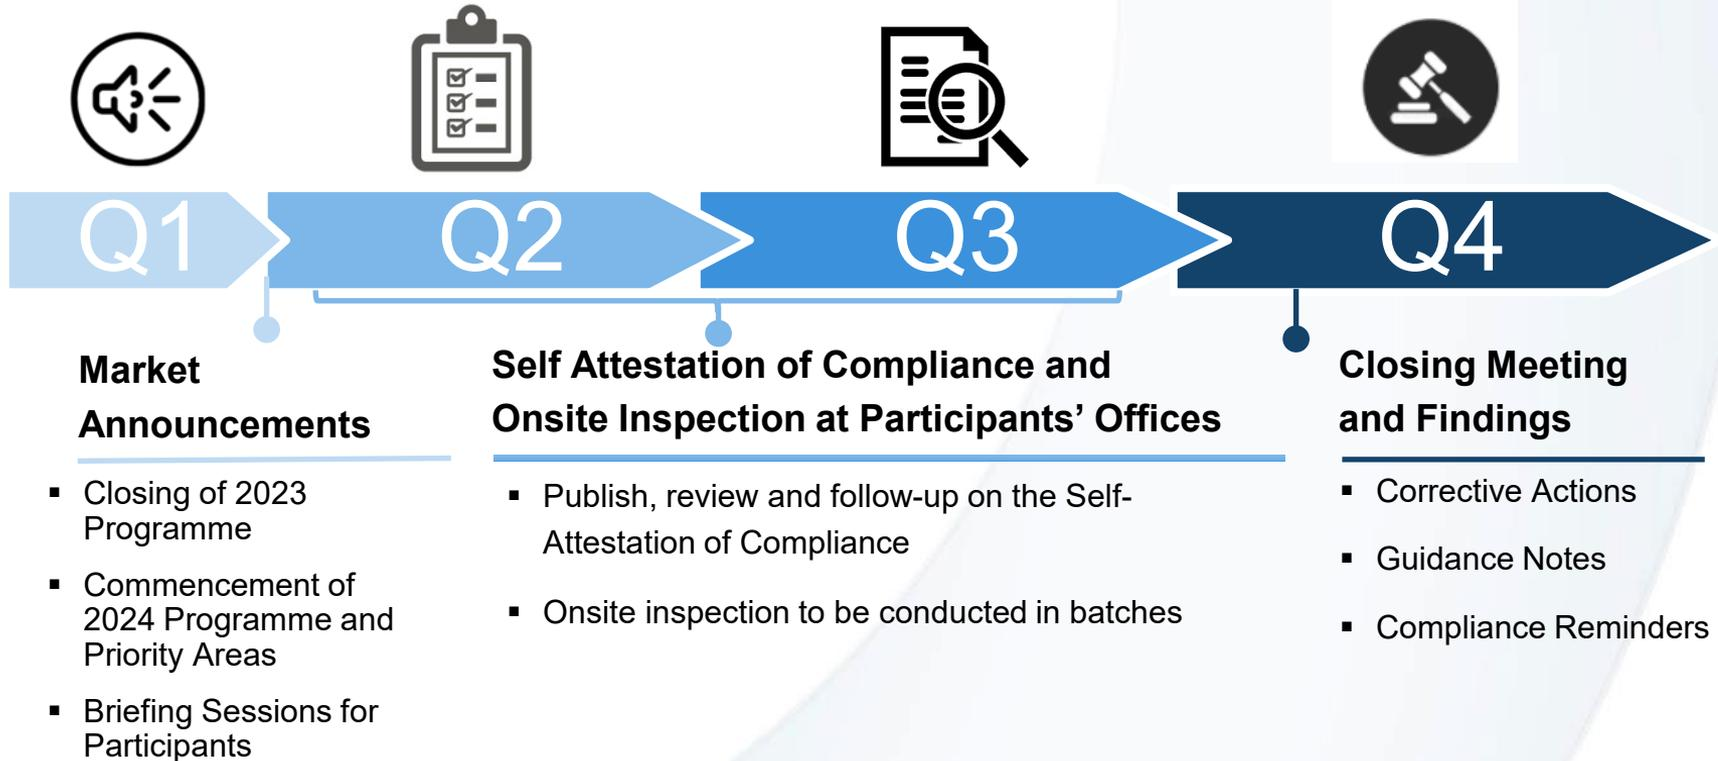 Q1
Q2
Q3
Q4
Market
Announcements
▪ Closing of 2023
Programme
▪ Commencement of
2024 Programme and
Priority Areas
▪ Briefing Sessions for
Participants
Self Attestation of Compliance and
Onsite Inspection at Participants’ Offices
▪ Publish, review and follow-up on the Self-
Attestation of Compliance
▪ Onsite inspection to be conducted in batches
Closing Meeting
and Findings
▪ Corrective Actions
▪ Guidance Notes
▪ Compliance Reminders